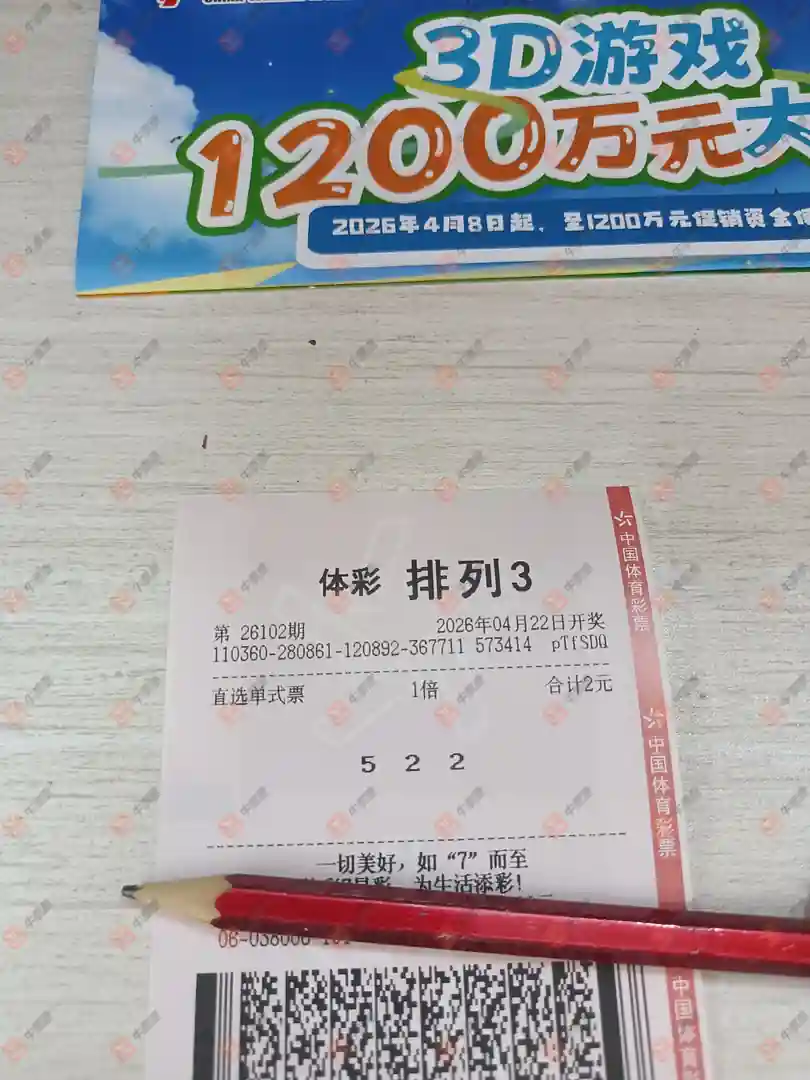 3D游戏
1200万元大
2026年4月8日起，至1200万元促销资金
体彩 排列3
第 26102期 2026年04月22日开奖
110360-280861-120892-367711 573414 pTfSDQ
直选单式票 1倍 合计2元
5 2 2
一切美好，如“7”而至
为生活添彩！
中国体育彩票
中国体育彩票
中国体育